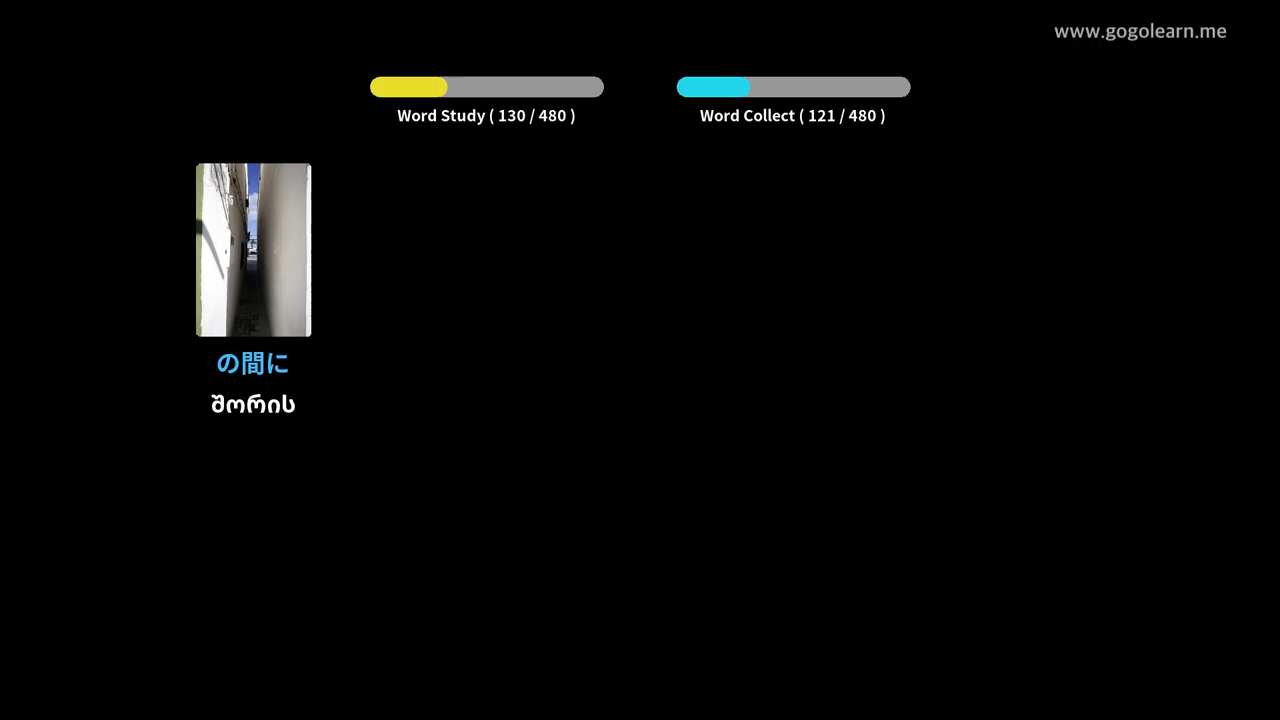 www.gogolearn.me
Word Study ( 130 / 480 )
Word Collect ( 121 / 480 )
の間に
შორის